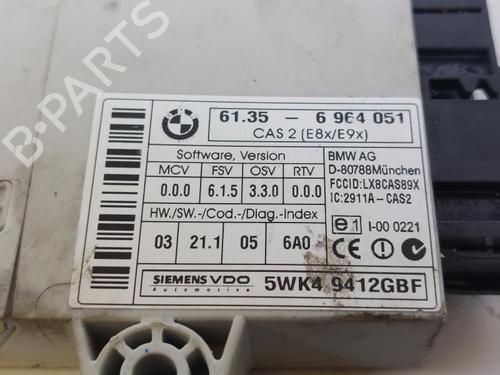 BMW
61.35 - 6 964 051
CAS 2 (E8x/E9x)
Software, Version
MCV FSV OSV RTV
0.0.0 6.1.5 3.3.0 0.0.0
HW./SW.-/Cod.-/Diag.-Index
03 21.1 05 6A0
BMW AG
D-80788München
FCCID:LX8CAS89X
IC:2911A-CAS2
e1 I-00 0221
CE
SIEMENS VDO
Automotive
5WK4 9412GBF
B-PARTS